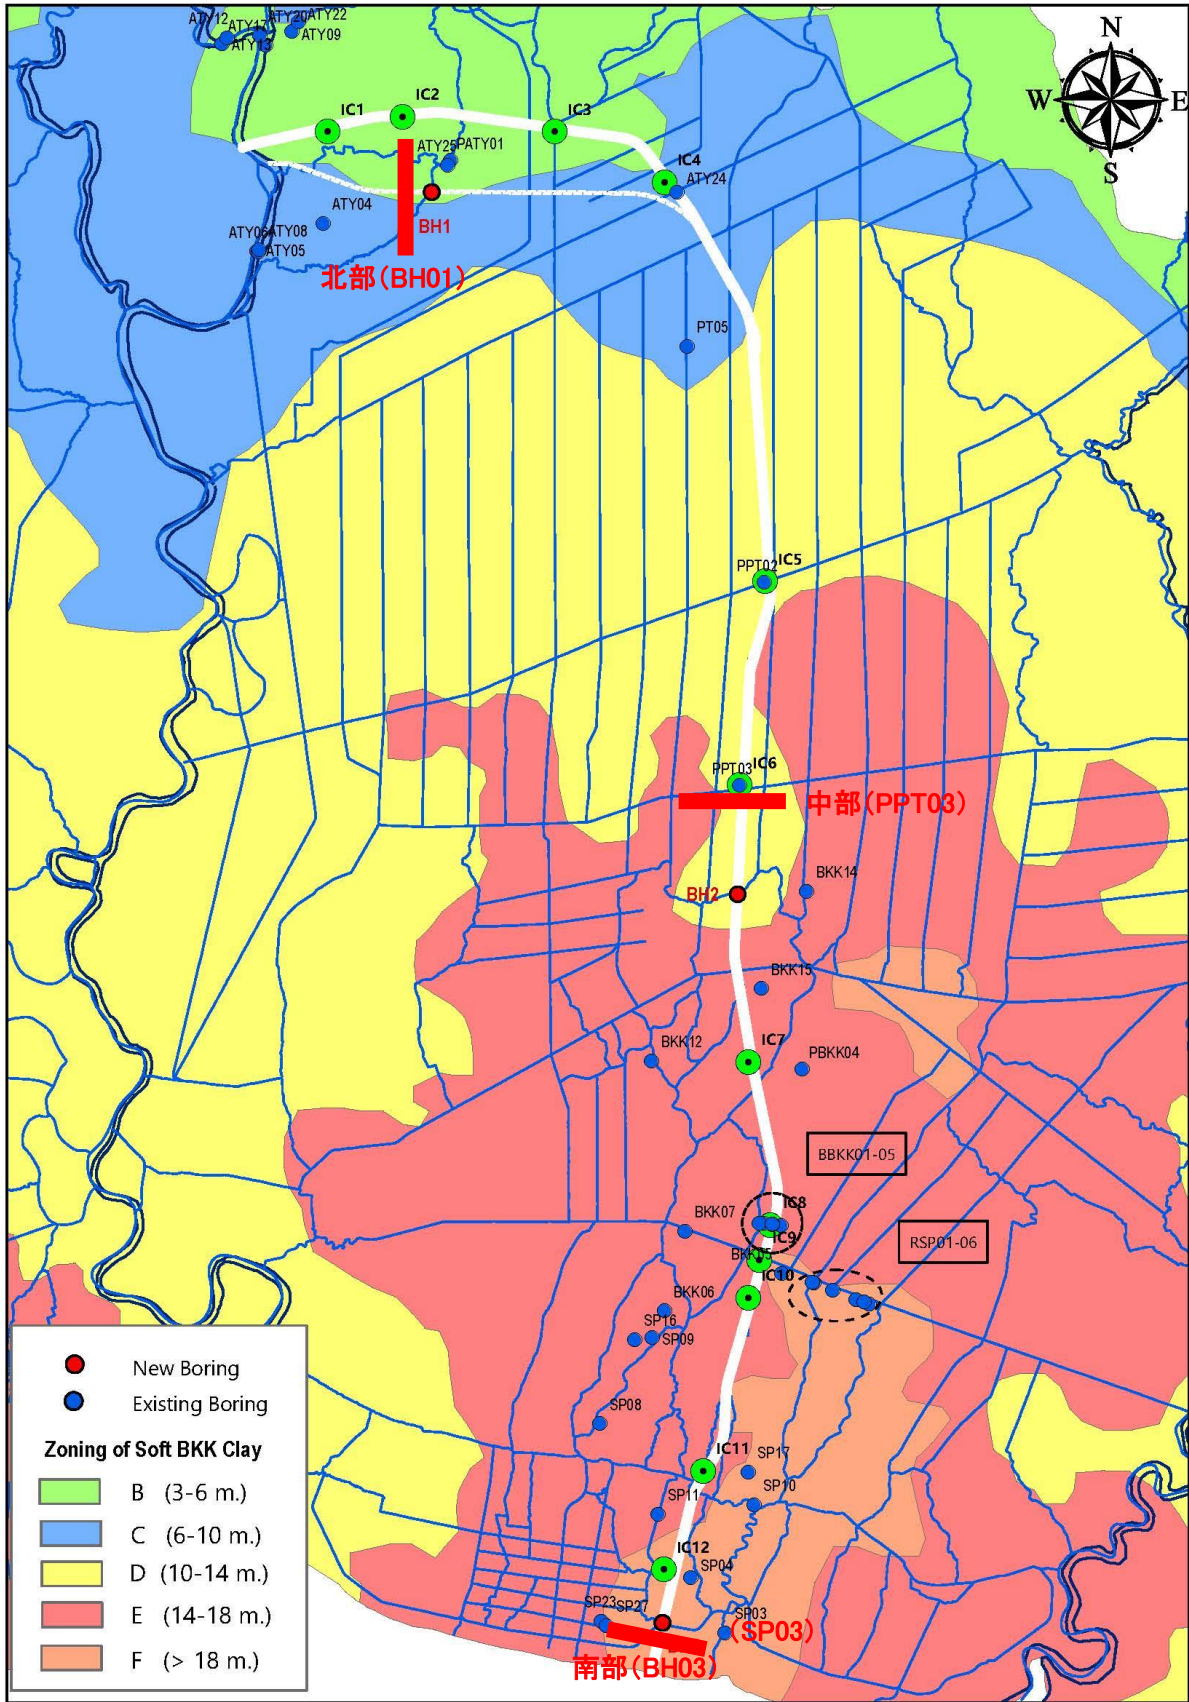 ATY22
ATY12
ATY20
ATY17
ATY09
ATY13
N
W
E
S
IC1
IC2
IC3
ATY25
PATY01
IC4
ATY24
ATY04
BH1
ATY06
ATY08
ATY05
北部(BH01)
PT05
PPT02
IC5
PPT03
IC6
中部(PPT03)
BH2
BKK14
BKK15
BKK12
IC7
PBKK04
BBKK01-05
BKK07
IC8
RSP01-06
IC9
BKK05
IC10
BKK06
SP16
SP09
SP08
IC11
SP17
SP10
SP11
IC12
SP04
SP23
SP27
SP03
(SP03)
南部(BH03)
New Boring
Existing Boring
Zoning of Soft BKK Clay
B (3-6 m.)
C (6-10 m.)
D (10-14 m.)
E (14-18 m.)
F (> 18 m.)